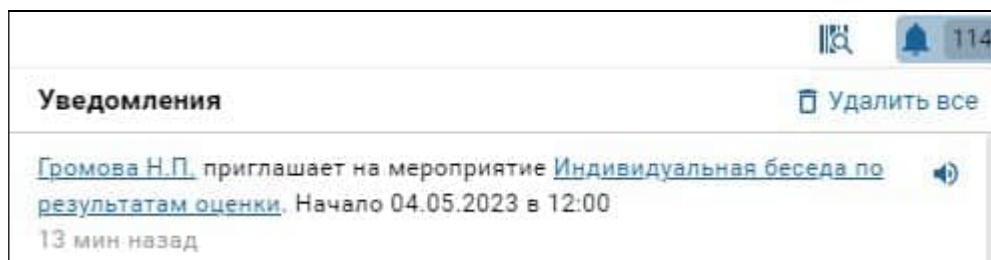 114
Уведомления
Удалить все
Громова Н.П. приглашает на мероприятие Индивидуальная беседа по
результатам оценки. Начало 04.05.2023 в 12:00
13 мин назад